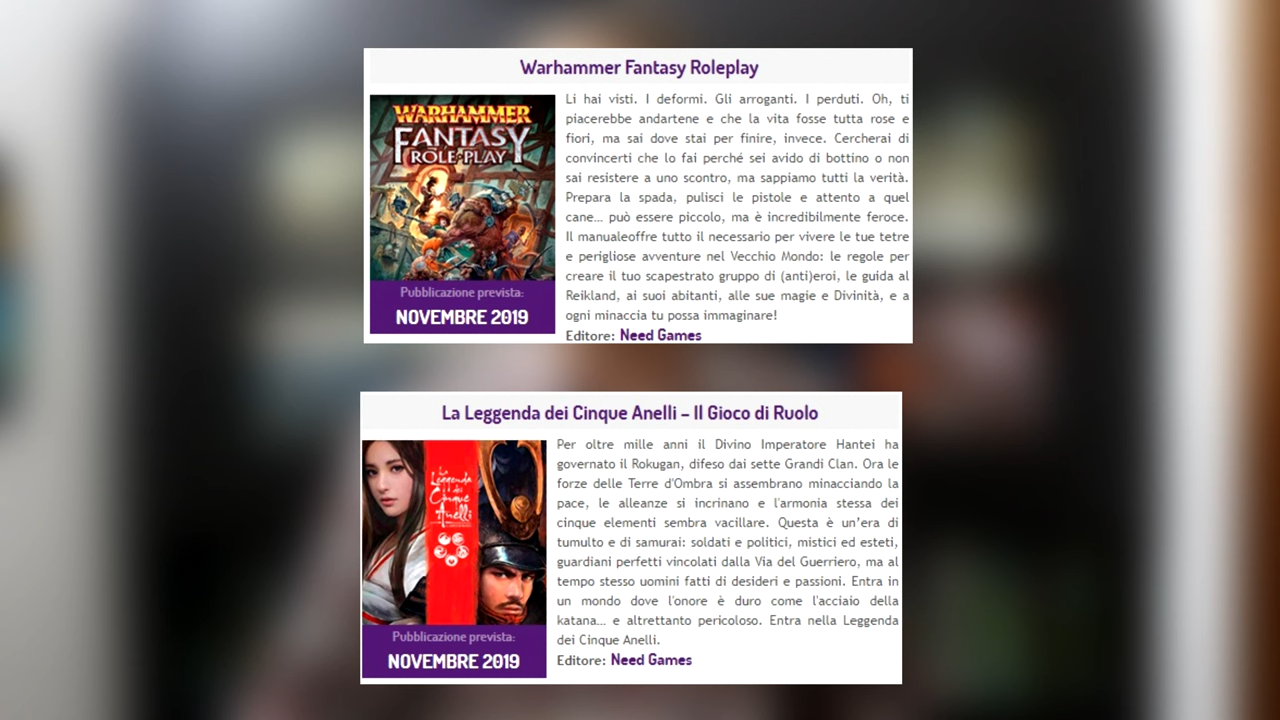 Warhammer Fantasy Roleplay
WARHAMMER
FANTASY
ROLE-PLAY
Pubblicazione prevista:
NOVEMBRE 2019
Li hai visti. I deformi. Gli arroganti. I perduti. Oh, ti
piacerebbe andartene e che la vita fosse tutta rose e
fiori, ma sai dove stai per finire, invece. Cercherai di
convincerti che lo fai perché sei avido di bottino o non
sai resistere a uno scontro, ma sappiamo tutti la verità.
Prepara la spada, pulisci le pistole e attento a quel
cane… può essere piccolo, ma è incredibilmente feroce.
Il manualeoffre tutto il necessario per vivere le tue tetre
e perigliose avventure nel Vecchio Mondo: le regole per
creare il tuo scapestrato gruppo di (anti)eroi, le guida al
Reikland, ai suoi abitanti, alle sue magie e Divinità, e a
ogni minaccia tu possa immaginare!
Editore: Need Games
La Leggenda dei Cinque Anelli – Il Gioco di Ruolo
La
Leggenda
dei
Cinque
Anelli
Pubblicazione prevista:
NOVEMBRE 2019
Per oltre mille anni il Divino Imperatore Hantei ha
governato il Rokugan, difeso dai sette Grandi Clan. Ora le
forze delle Terre d'Ombra si assembrano minacciando la
pace, le alleanze si incrinano e l'armonia stessa dei
cinque elementi sembra vacillare. Questa è un’era di
tumulto e di samurai: soldati e politici, mistici ed esteti,
guardiani perfetti vincolati dalla Via del Guerriero, ma al
tempo stesso uomini fatti di desideri e passioni. Entra in
un mondo dove l'onore è duro come l'acciaio della
katana… e altrettanto pericoloso. Entra nella Leggenda
dei Cinque Anelli.
Editore: Need Games